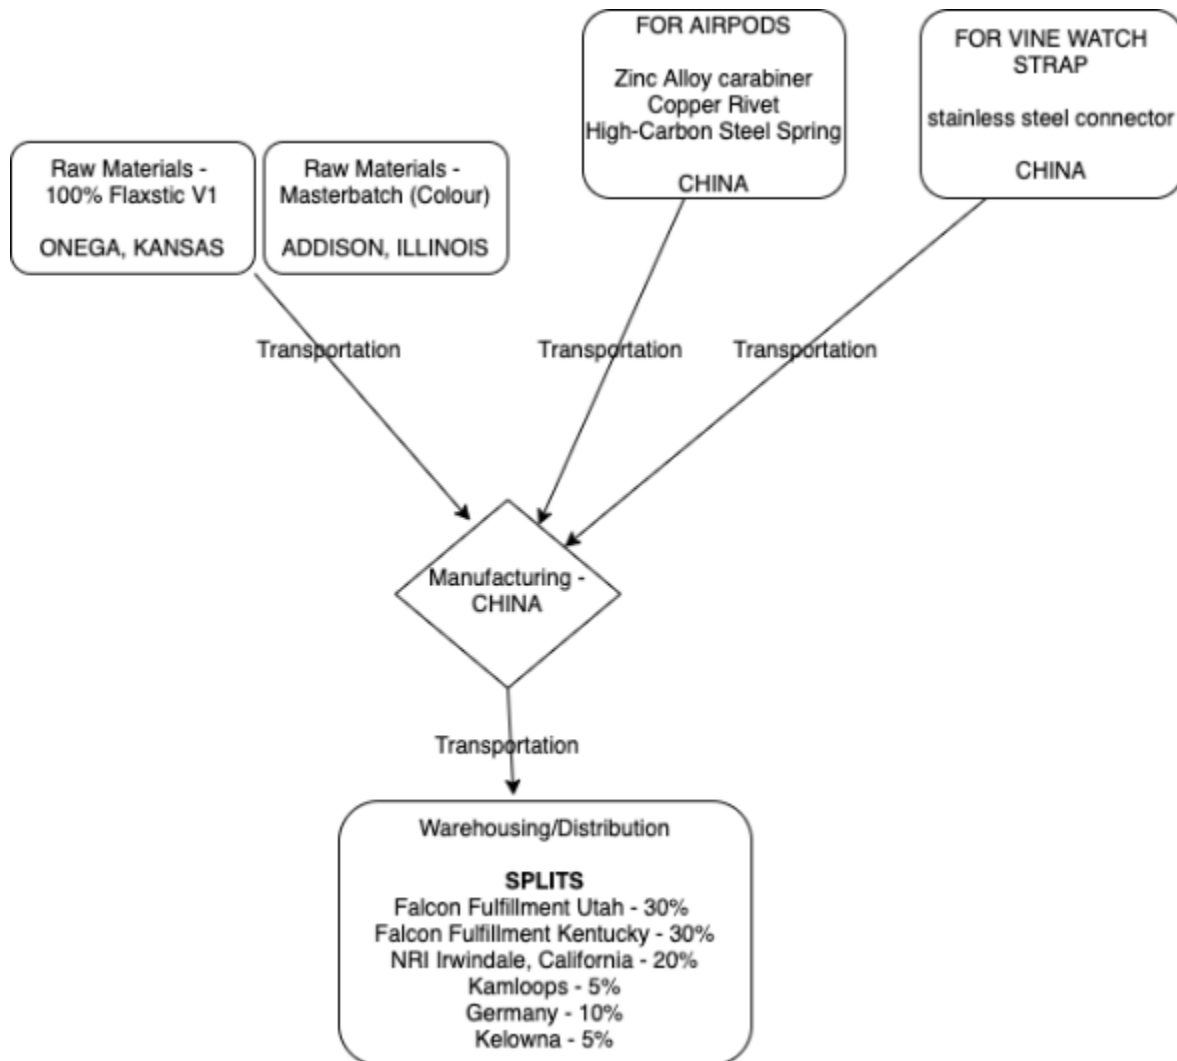 FOR AIRPODS
Zinc Alloy carabiner
Copper Rivet
High-Carbon Steel Spring
CHINA
FOR VINE WATCH
STRAP
stainless steel connector
CHINA
Raw Materials -
100% Flaxstic V1
ONEGA, KANSAS
Raw Materials -
Masterbatch (Colour)
ADDISON, ILLINOIS
Transportation
Transportation
Transportation
Manufacturing -
CHINA
Transportation
Warehousing/Distribution
SPLITS
Falcon Fulfillment Utah - 30%
Falcon Fulfillment Kentucky - 30%
NRI Irwindale, California - 20%
Kamloops - 5%
Germany - 10%
Kelowna - 5%